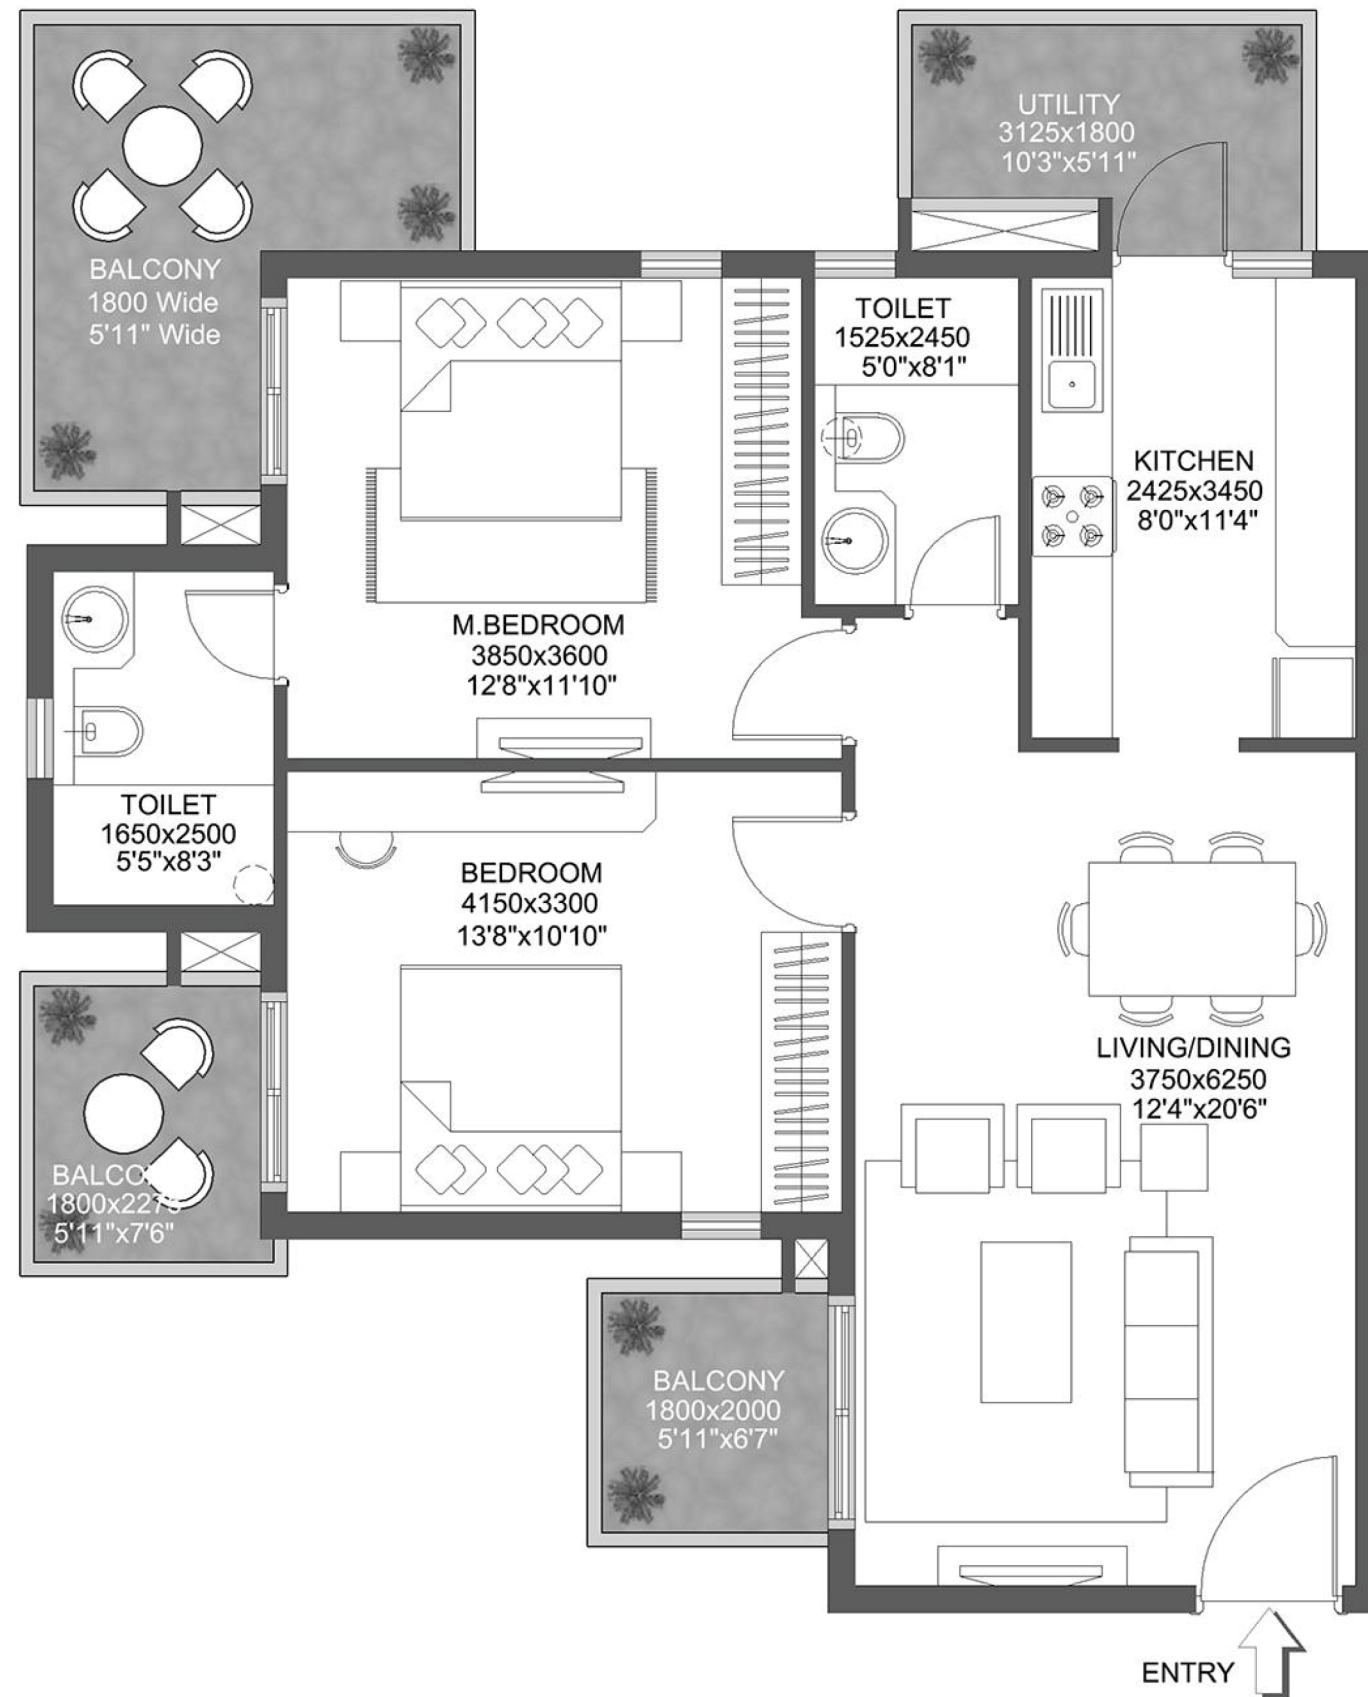 UTILITY
3125x1800
10'3"x5'11"
BALCONY
1800 Wide
5'11" Wide
TOILET
1525x2450
5'0"x8'1"
KITCHEN
2425x3450
8'0"x11'4"
M.BEDROOM
3850x3600
12'8"x11'10"
TOILET
1650x2500
5'5"x8'3"
BEDROOM
4150x3300
13'8"x10'10"
LIVING/DINING
3750x6250
12'4"x20'6"
5'11"x7'6"
BALCONY
1800x2000
5'11"x6'7"
ENTRY